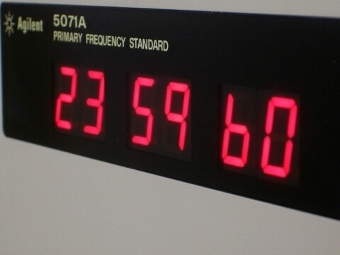 Agilent 5071A
PRIMARY FREQUENCY STANDARD
23 59 60